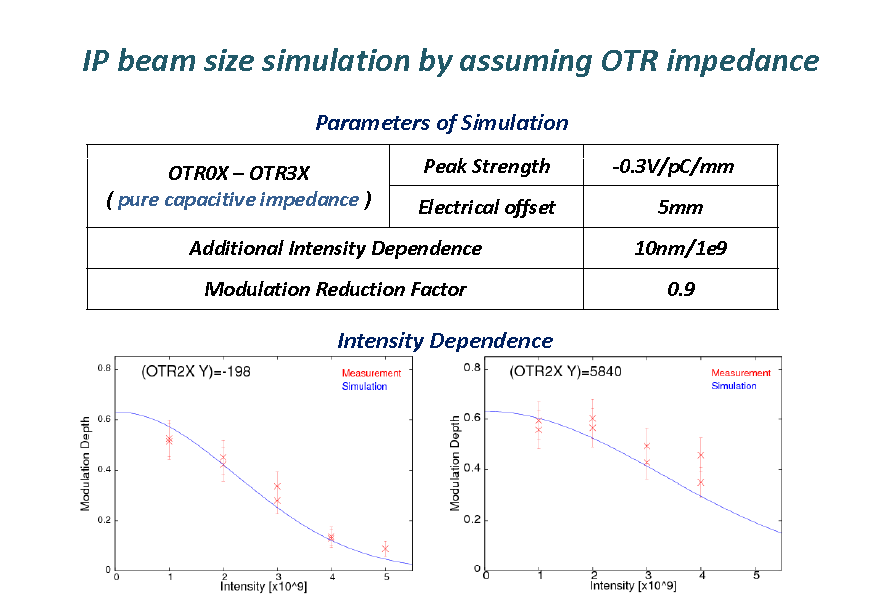 IP beam size simulation by assuming OTR impedance
Parameters of Simulation
OTR0X – OTR3X
( pure capacitive impedance )
Peak Strength
-0.3V/pC/mm
Electrical offset
5mm
Additional Intensity Dependence
10nm/1e9
Modulation Reduction Factor
0.9
Intensity Dependence
(OTR2X Y)=-198
Measurement
Simulation
Modulation Depth
0.8
0.6
0.4
0.2
0
0 1 2 3 4 5
Intensity [x10^9]
(OTR2X Y)=5840
Measurement
Simulation
Modulation Depth
0.8
0.6
0.4
0.2
0
0 1 2 3 4 5
Intensity [x10^9]